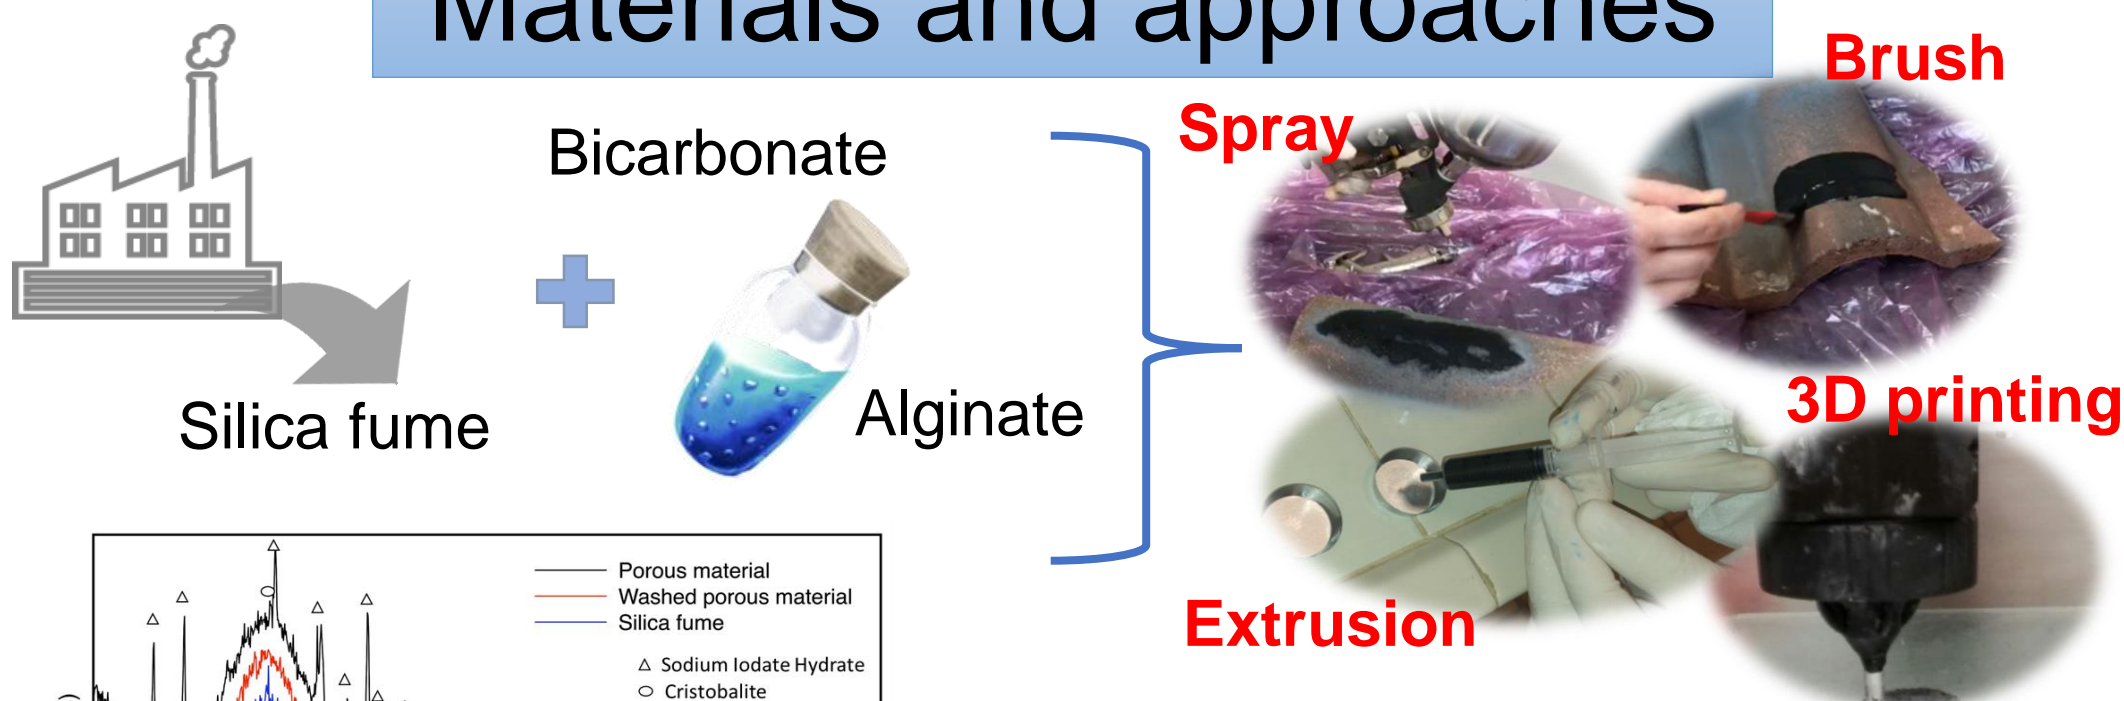 Materials and approaches
Brush
Spray
Bicarbonate
3D printing
Alginate
Silica fume
Extrusion
Porous material
Washed porous material
Silica fume
△ Sodium Iodate Hydrate
○ Cristobalite